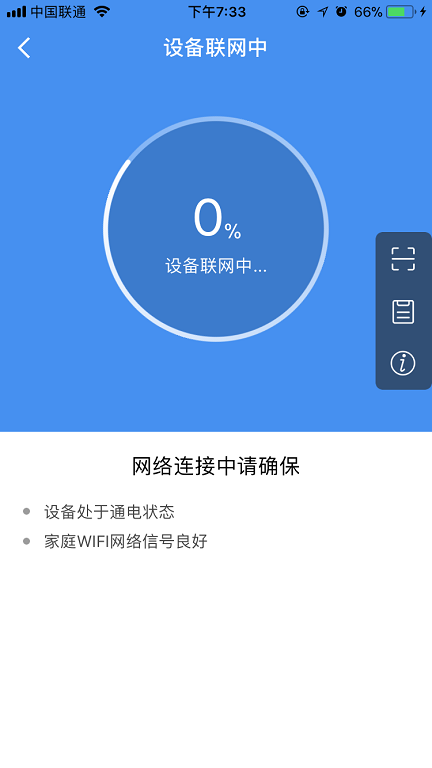 中国联通 下午7:33 66%
设备联网中
0%
设备联网中...
网络连接中请确保
设备处于通电状态
家庭WIFI网络信号良好